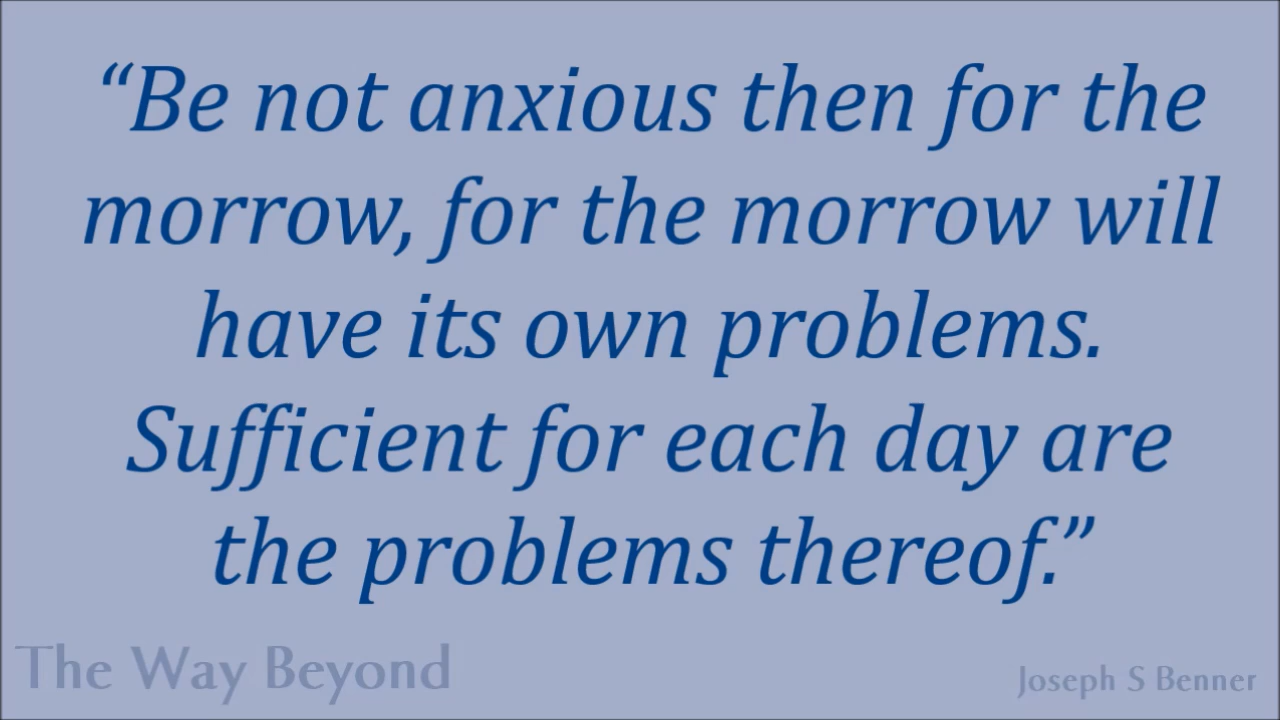 “Be not anxious then for the
morrow, for the morrow will
have its own problems.
Sufficient for each day are
the problems thereof.”
The Way Beyond
Joseph S Benner